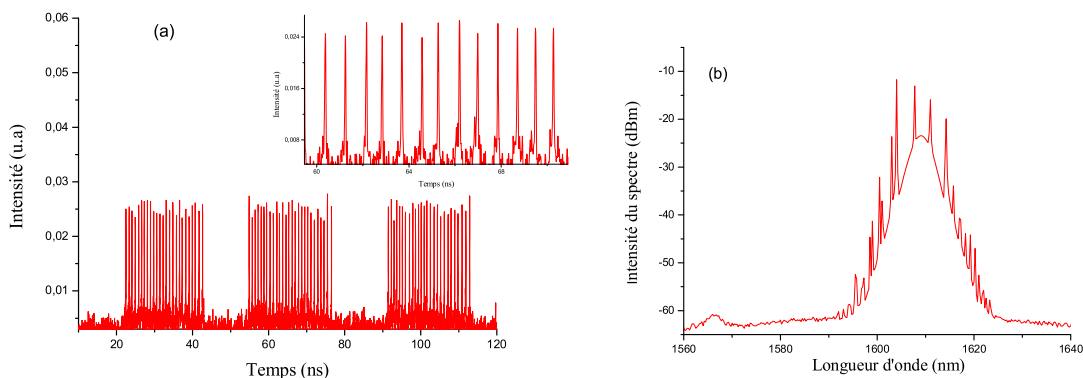 (a)
Intensité (u.a)
0,06
0,05
0,04
0,03
0,02
0,01
20 40 60 80 100 120
Temps (ns)
Intensité (u.a)
0,024
0,016
0,008
60 64 68
Temps (ns)
(b)
Intensité du spectre (dBm)
-10
-20
-30
-40
-50
-60
1560 1580 1600 1620 1640
Longueur d'onde (nm)